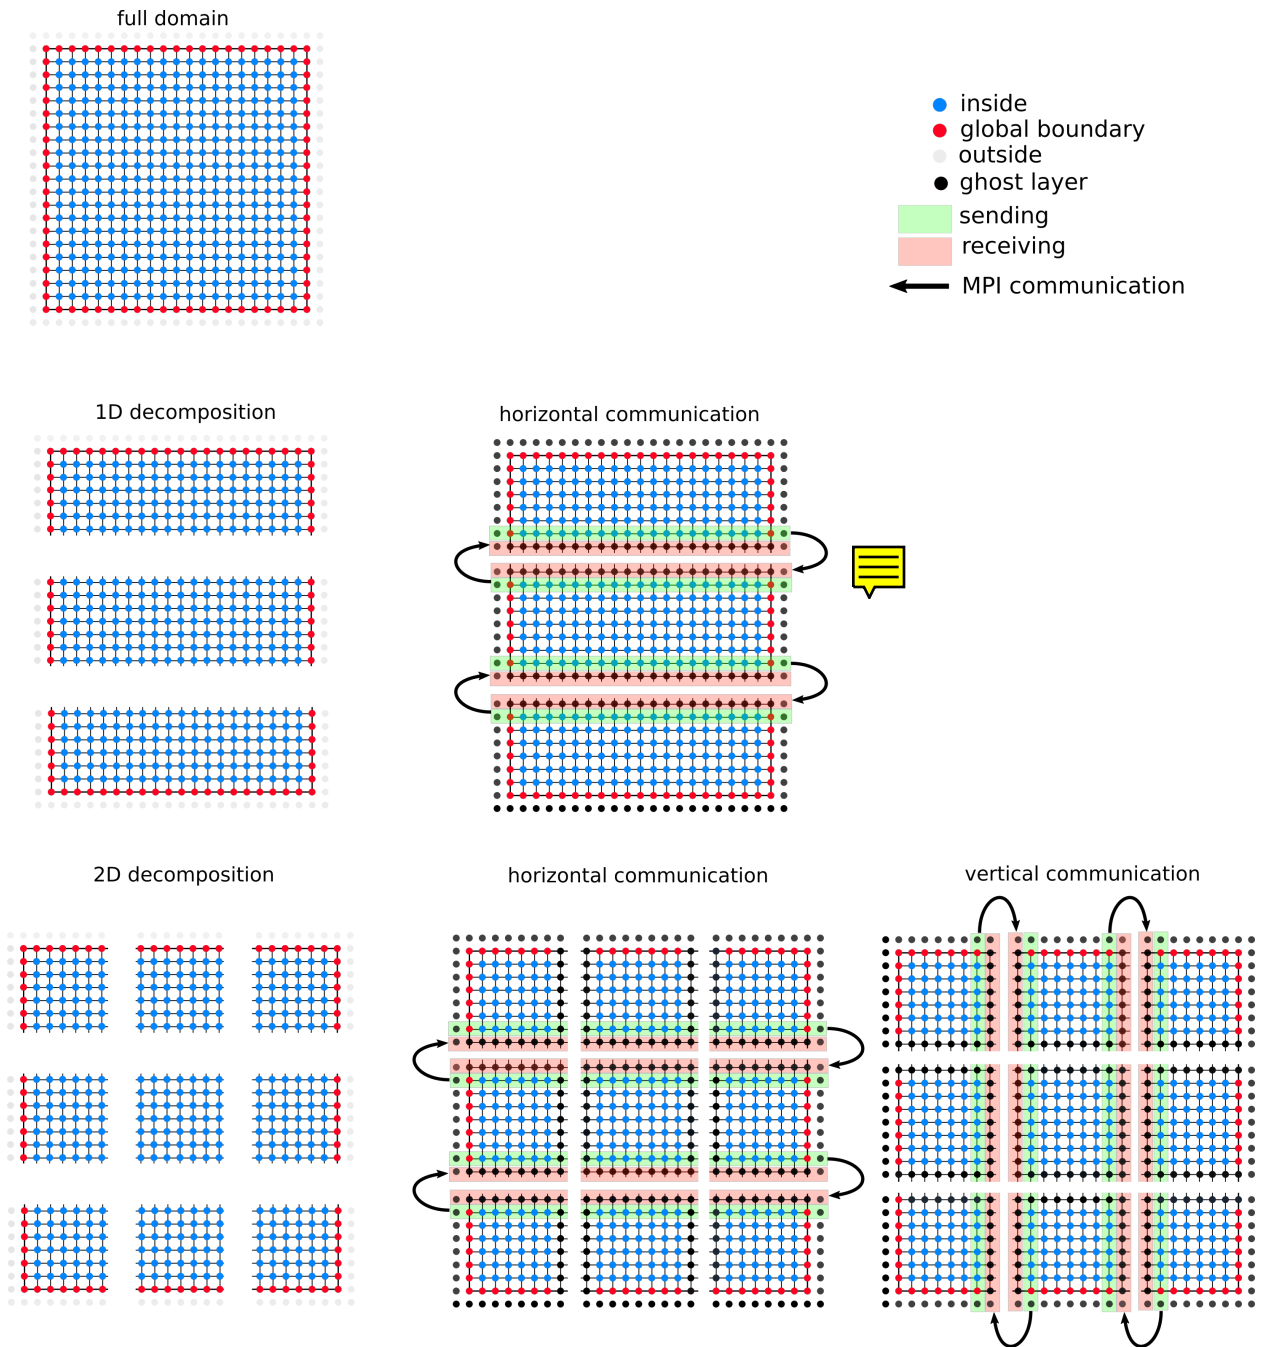 full domain
inside
global boundary
outside
ghost layer
sending
receiving
MPI communication
1D decomposition
horizontal communication
2D decomposition
horizontal communication
vertical communication